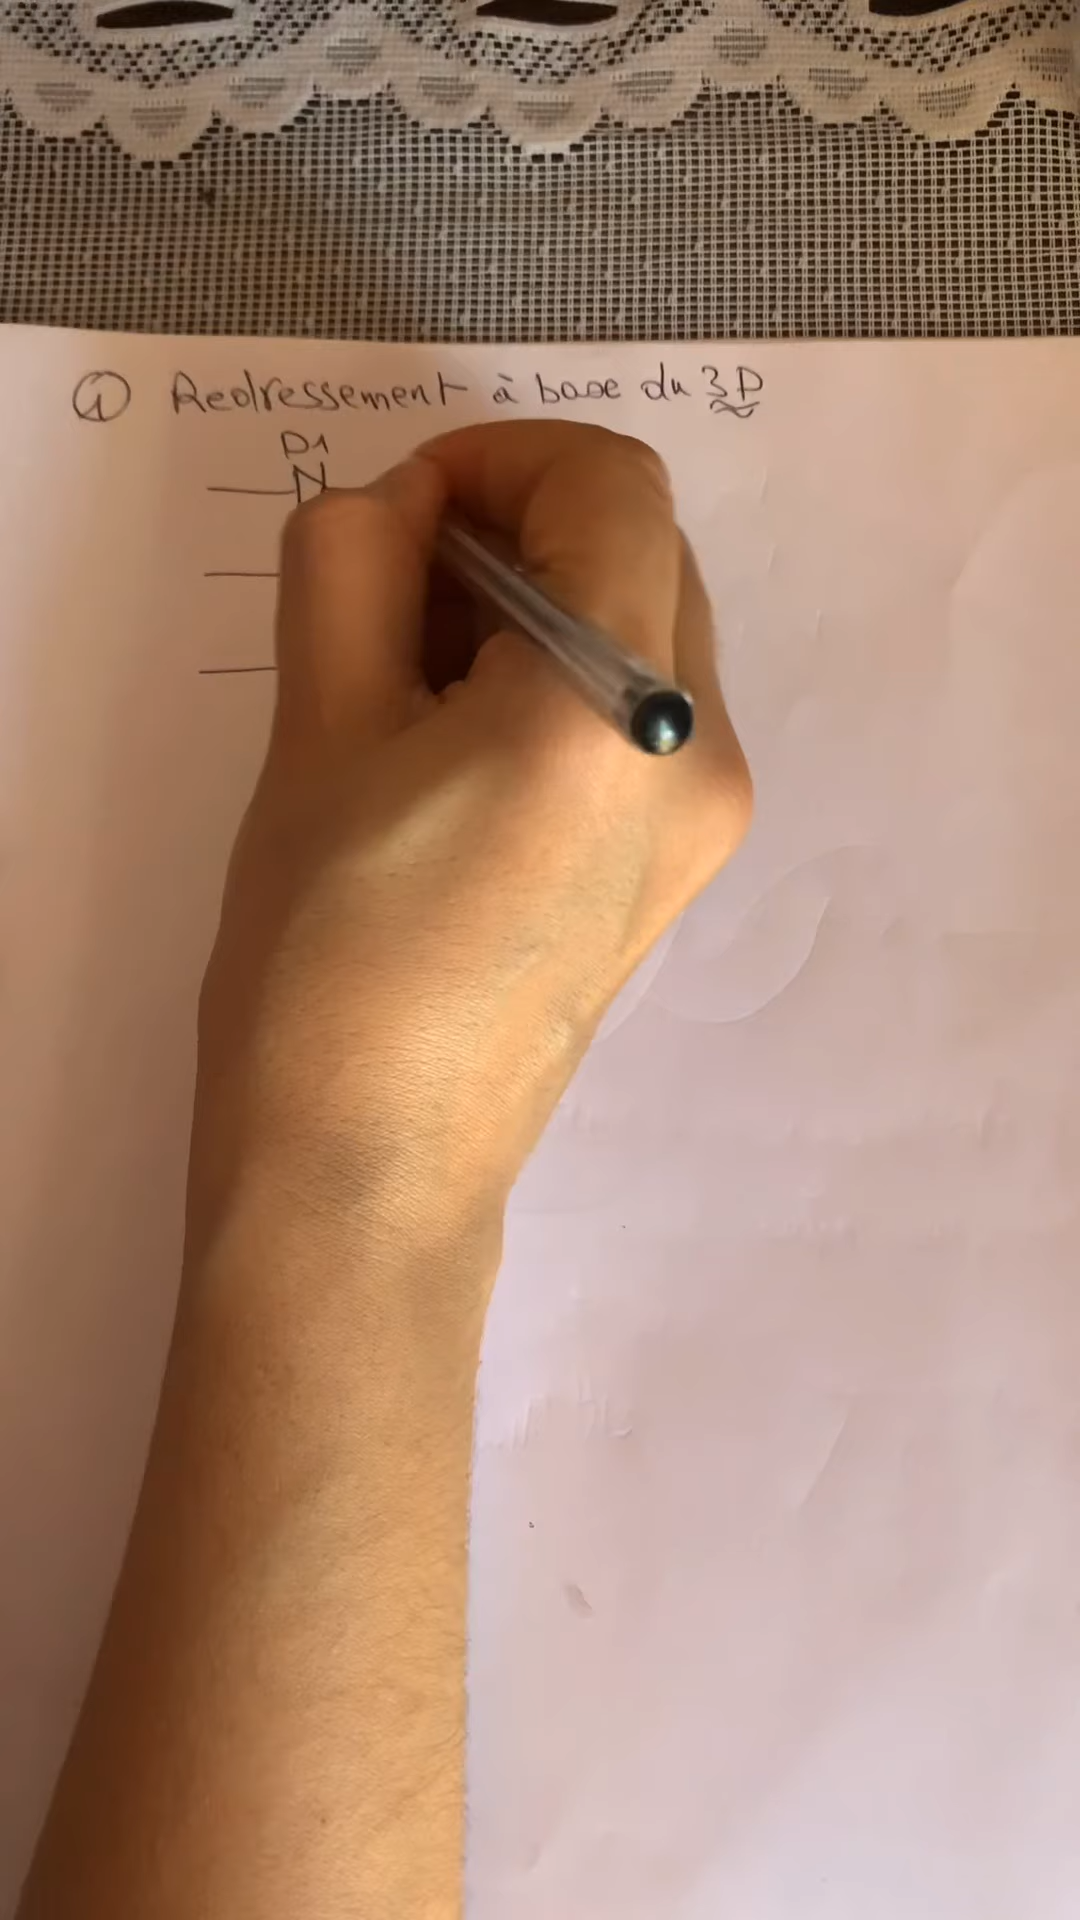 ① Redressement à base du 3P
D1